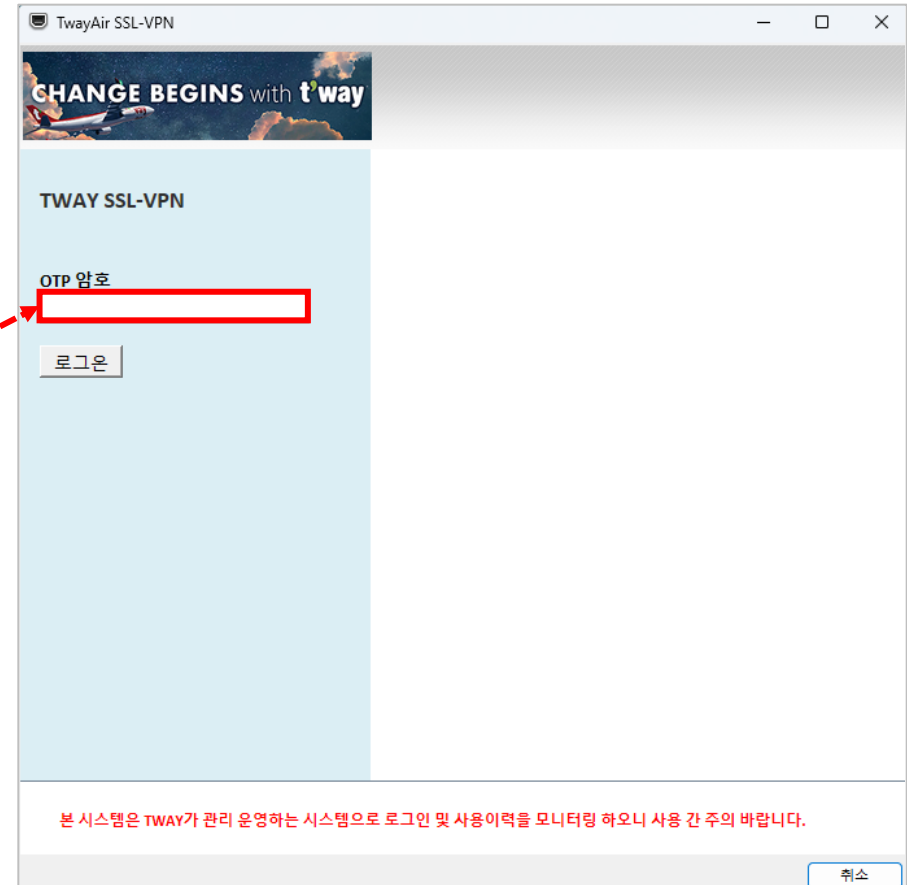 TwayAir SSL-VPN
CHANGE BEGINS with t'way
TWAY SSL-VPN
OTP 암호
로그온
본 시스템은 TWAY가 관리 운영하는 시스템으로 로그인 및 사용이력을 모니터링 하오니 사용 간 주의 바랍니다.
취소